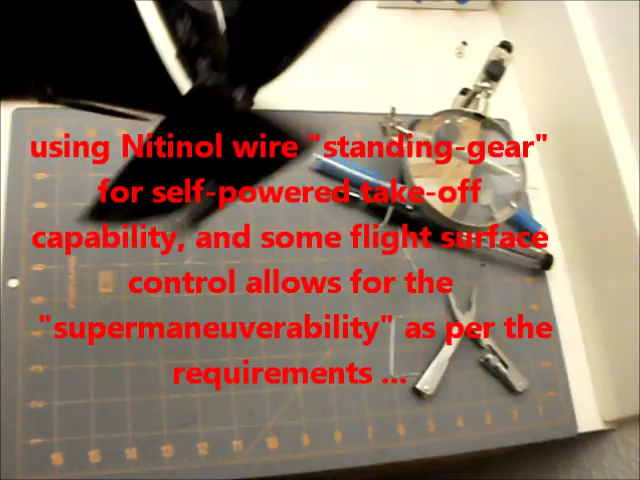 using Nitinol wire "standing-gear"
for self-powered take-off
capability, and some flight surface
control allows for the
"supermaneuverability" as per the
requirements ...